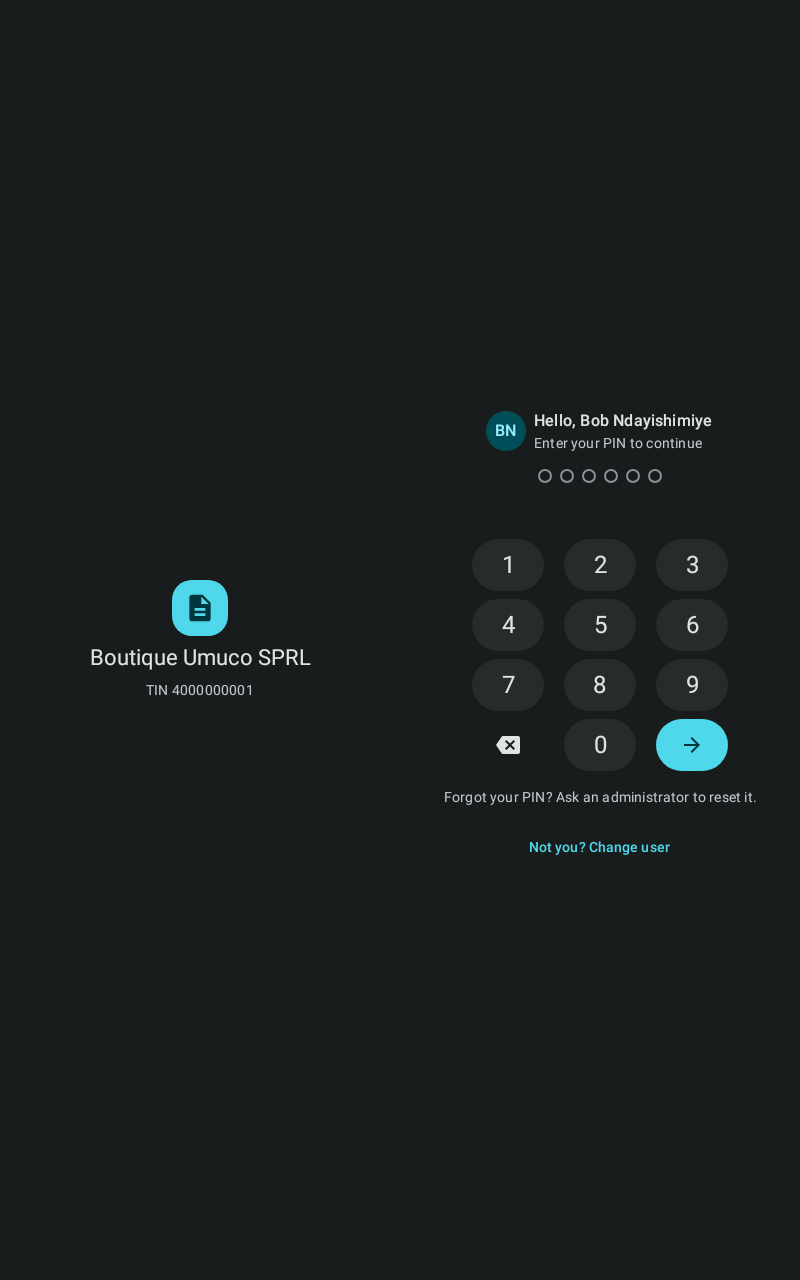 Boutique Umuco SPRL
TIN 4000000001
BN
Hello, Bob Ndayishimiye
Enter your PIN to continue
1 2 3
4 5 6
7 8 9
0
Forgot your PIN? Ask an administrator to reset it.
Not you? Change user